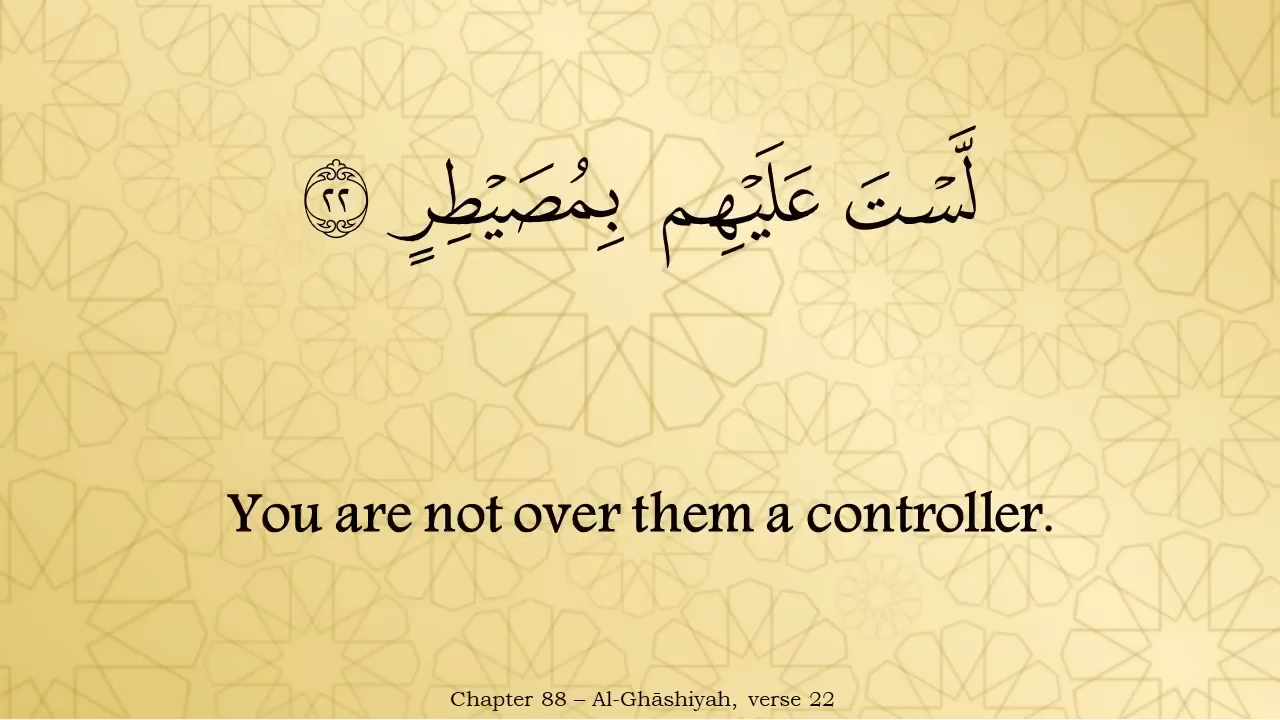 لَّسْتَ عَلَيْهِم بِمُصَيْطِرٍ ٢٢
You are not over them a controller.
Chapter 88 – Al-Ghāshiyah, verse 22